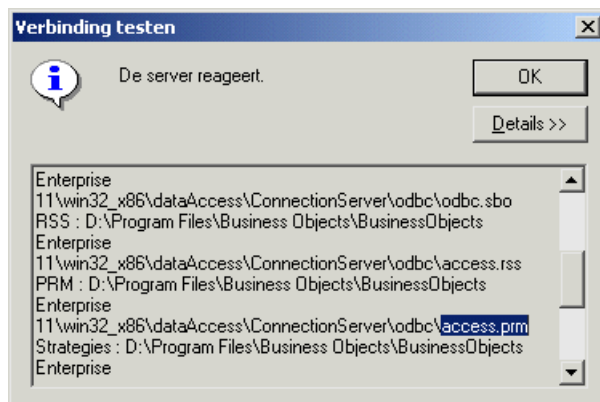 Verbinding testen
De server reageert.
OK
Details >>
Enterprise
11\win32_x86\dataAccess\ConnectionServer\odbc\odbc.sbo
RSS : D:\Program Files\Business Objects\BusinessObjects
Enterprise
11\win32_x86\dataAccess\ConnectionServer\odbc\access.rss
PRM : D:\Program Files\Business Objects\BusinessObjects
Enterprise
11\win32_x86\dataAccess\ConnectionServer\odbc\access.prm
Strategies : D:\Program Files\Business Objects\BusinessObjects
Enterprise